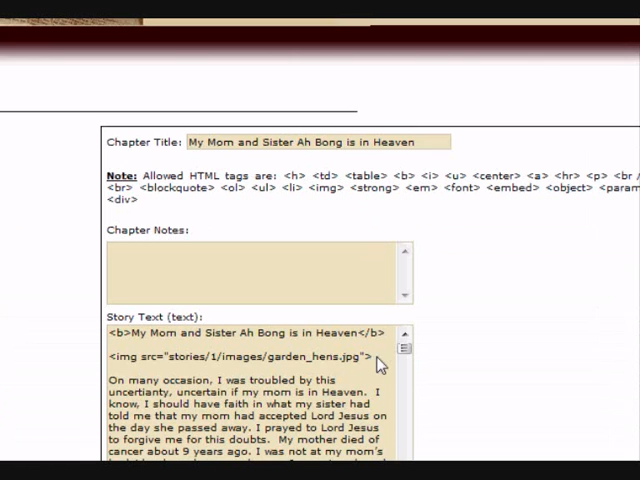 Chapter Title: My Mom and Sister Ah Bong is in Heaven
Note: Allowed HTML tags are: <h> <td> <table> <b> <i> <u> <center> <a> <hr> <p> <br /
<br> <blockquote> <ol> <ul> <li> <img> <strong> <em> <font> <embed> <object> <param
<div>
Chapter Notes:
Story Text (text):
<b>My Mom and Sister Ah Bong is in Heaven</b>
<img src="stories/1/images/garden_hens.jpg">
On many occasion, I was troubled by this
uncertianty, uncertain if my mom is in Heaven. I
know, I should have faith in what my sister had
told me that my mom had accepted Lord Jesus on
the day she passed away. I prayed to Lord Jesus
to forgive me for this doubts. My mother died of
cancer about 9 years ago. I was not at my mom's